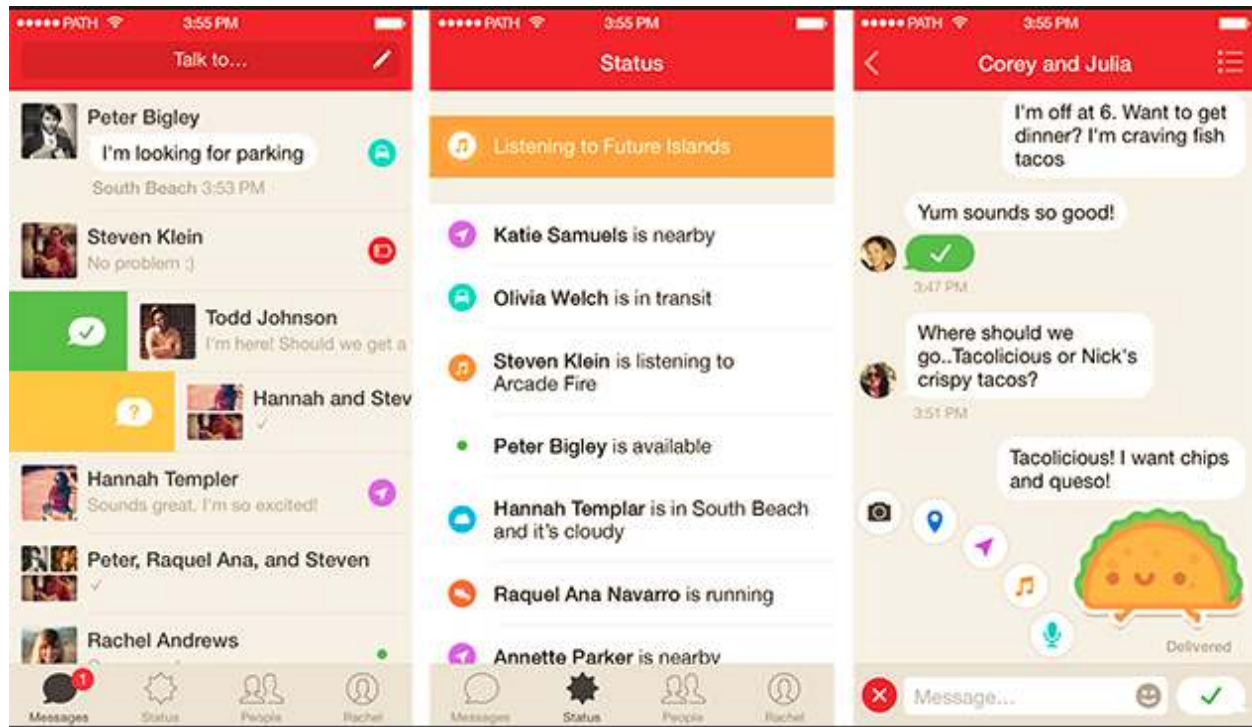 PATH 3:55 PM
Talk to...
Peter Bigley
I'm looking for parking
South Beach 3:53 PM
Steven Klein
No problem :)
Todd Johnson
I'm here! Should we get a
?
Hannah and Stev
Hannah Templer
Sounds great. I'm so excited!
Peter, Raquel Ana, and Steven
Rachel Andrews
1
Messages Status People Rachel
PATH 3:55 PM
Status
Listening to Future Islands
Katie Samuels is nearby
Olivia Welch is in transit
Steven Klein is listening to
Arcade Fire
Peter Bigley is available
Hannah Templar is in South Beach
and it's cloudy
Raquel Ana Navarro is running
Annette Parker is nearby
Messages Status People Rachel
PATH 3:55 PM
Corey and Julia
I'm off at 6. Want to get
dinner? I'm craving fish
tacos
Yum sounds so good!
3:47 PM
Where should we
go..Tacolicious or Nick's
crispy tacos?
3:51 PM
Tacolicious! I want chips
and queso!
Delivered
Message...